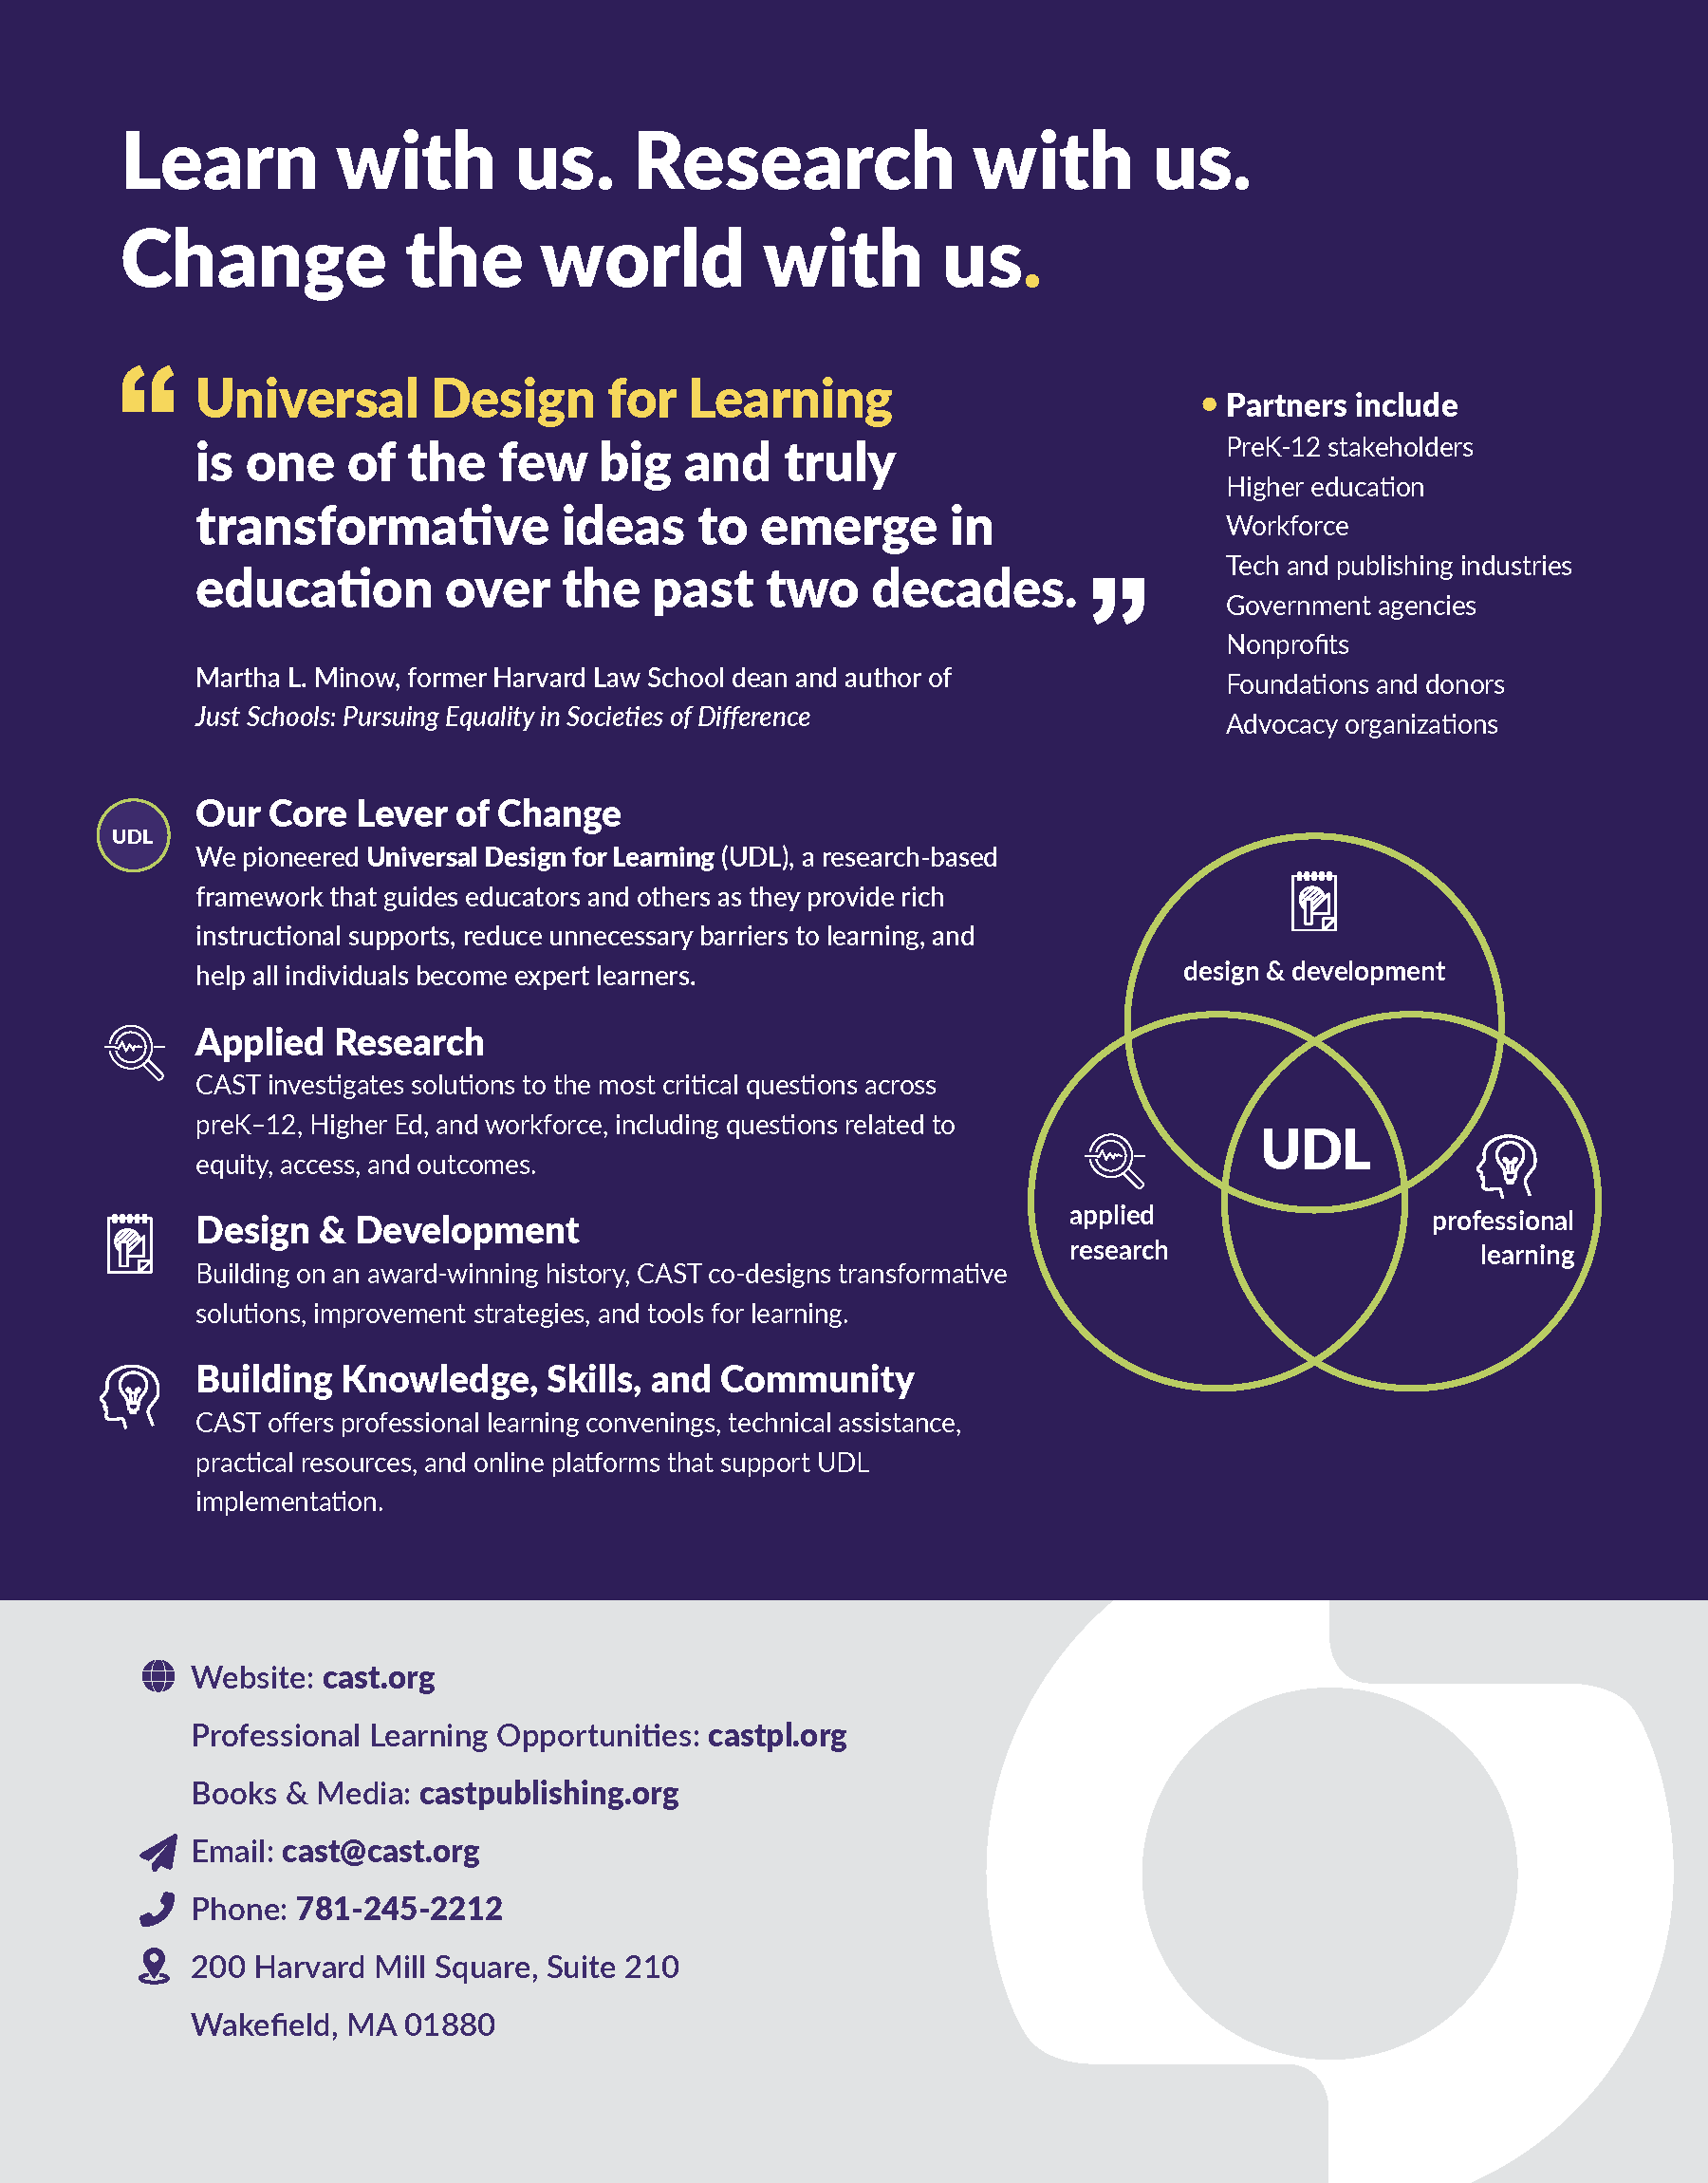 Learn with us. Research with us.
Change the world with us.
“ Universal Design for Learning
is one of the few big and truly
transformative ideas to emerge in
education over the past two decades. ”
Martha L. Minow, former Harvard Law School dean and author of
Just Schools: Pursuing Equality in Societies of Difference
• Partners include
PreK-12 stakeholders
Higher education
Workforce
Tech and publishing industries
Government agencies
Nonprofits
Foundations and donors
Advocacy organizations
UDL
Our Core Lever of Change
We pioneered Universal Design for Learning (UDL), a research-based
framework that guides educators and others as they provide rich
instructional supports, reduce unnecessary barriers to learning, and
help all individuals become expert learners.
Applied Research
CAST investigates solutions to the most critical questions across
preK–12, Higher Ed, and workforce, including questions related to
equity, access, and outcomes.
Design & Development
Building on an award-winning history, CAST co-designs transformative
solutions, improvement strategies, and tools for learning.
Building Knowledge, Skills, and Community
CAST offers professional learning convenings, technical assistance,
practical resources, and online platforms that support UDL
implementation.
design & development
UDL
applied
research
professional
learning
Website: cast.org
Professional Learning Opportunities: castpl.org
Books & Media: castpublishing.org
Email: cast@cast.org
Phone: 781-245-2212
200 Harvard Mill Square, Suite 210
Wakefield, MA 01880